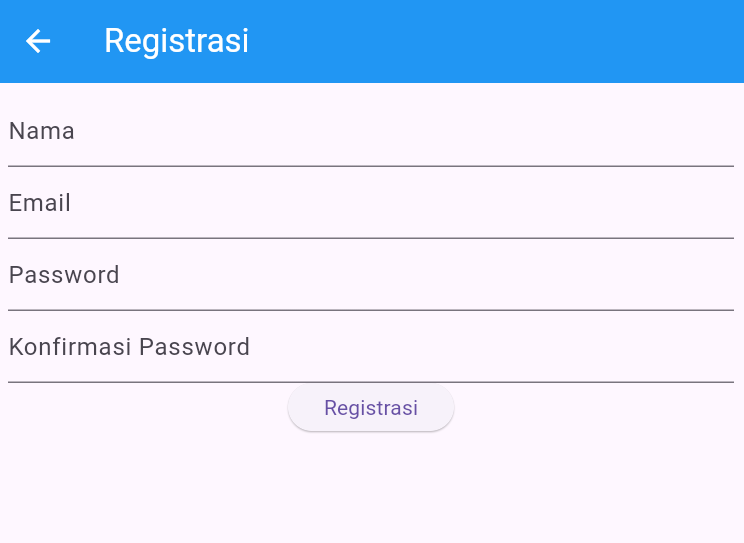 Registrasi
Nama
Email
Password
Konfirmasi Password
Registrasi